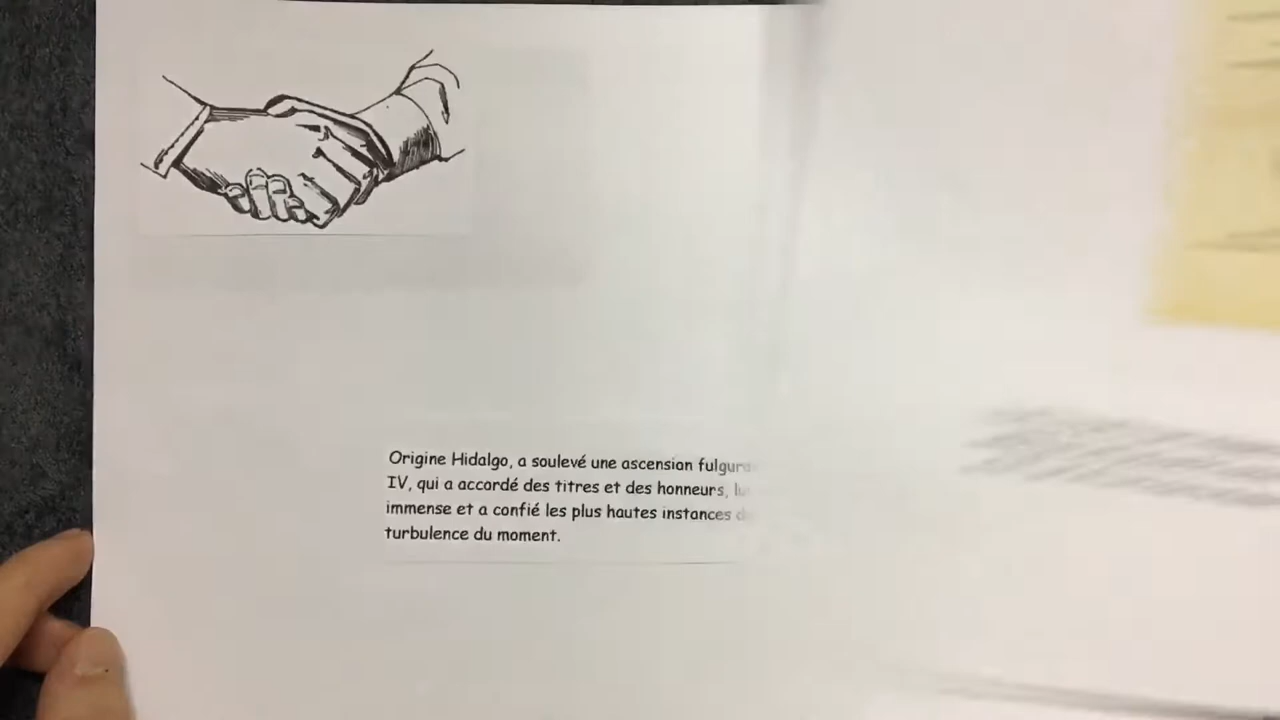 Origine Hidalgo, a soulevé une ascension
IV, qui a accordé des titres et des honneurs,
immense et a confié les plus hautes instances
turbulence du moment.